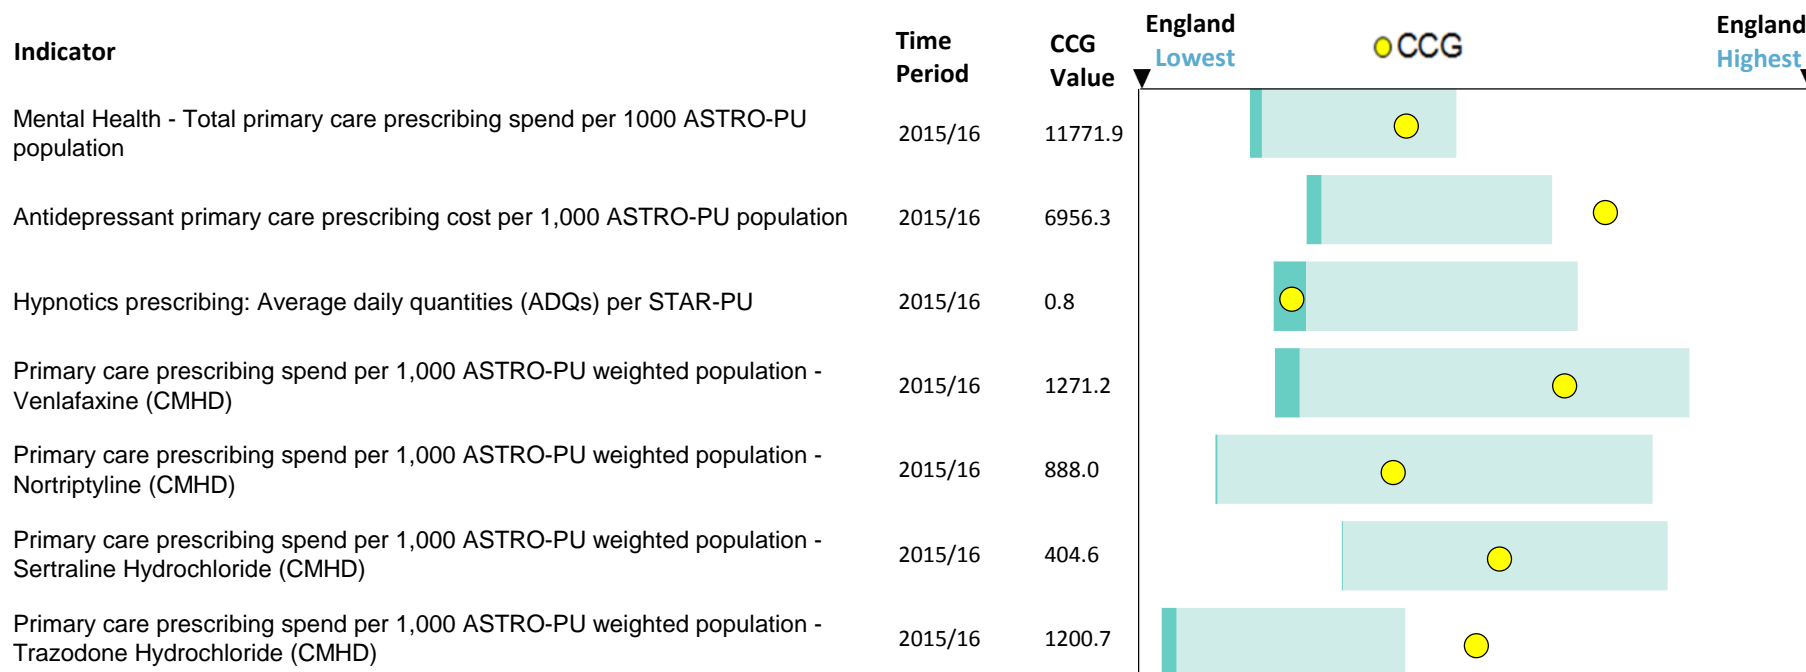 Indicator
Time
Period
CCG
Value
England
Lowest
CCG
England
Highest
Mental Health - Total primary care prescribing spend per 1000 ASTRO-PU
population
2015/16
11771.9
Antidepressant primary care prescribing cost per 1,000 ASTRO-PU population
2015/16
6956.3
Hypnotics prescribing: Average daily quantities (ADQs) per STAR-PU
2015/16
0.8
Primary care prescribing spend per 1,000 ASTRO-PU weighted population -
Venlafaxine (CMHD)
2015/16
1271.2
Primary care prescribing spend per 1,000 ASTRO-PU weighted population -
Nortriptyline (CMHD)
2015/16
888.0
Primary care prescribing spend per 1,000 ASTRO-PU weighted population -
Sertraline Hydrochloride (CMHD)
2015/16
404.6
Primary care prescribing spend per 1,000 ASTRO-PU weighted population -
Trazodone Hydrochloride (CMHD)
2015/16
1200.7